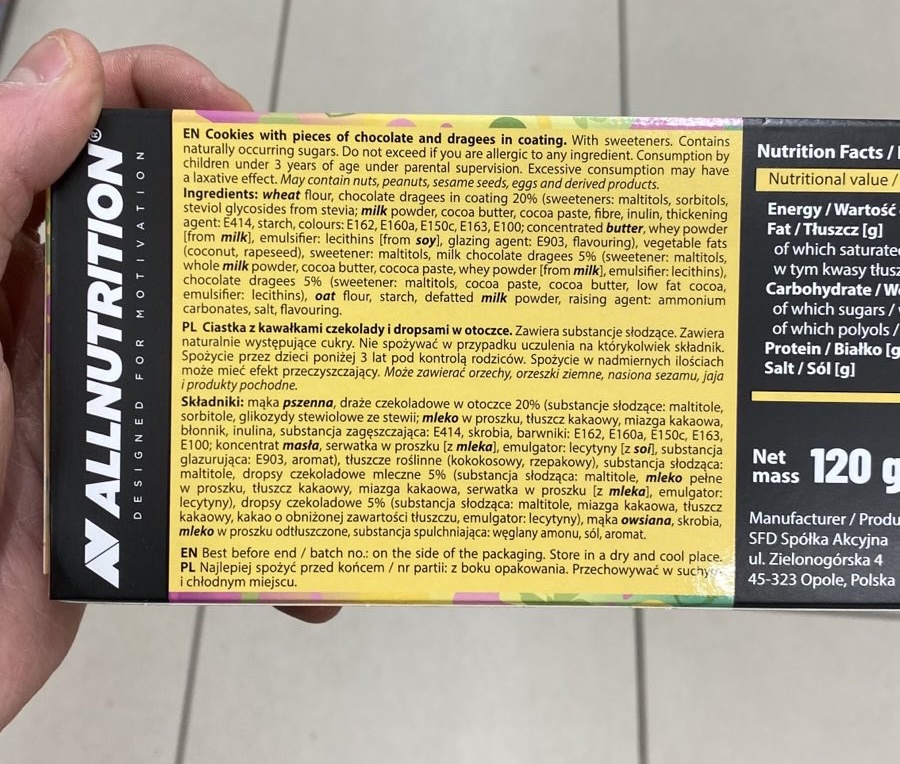 ALLNUTRITION®
DESIGNED FOR MOTIVATION
EN Cookies with pieces of chocolate and dragees in coating. With sweeteners. Contains
naturally occurring sugars. Do not exceed if you are allergic to any ingredient. Consumption by
children under 3 years of age under parental supervision. Excessive consumption may have
a laxative effect. May contain nuts, peanuts, sesame seeds, eggs and derived products.
Ingredients: wheat flour, chocolate dragees in coating 20% (sweeteners: maltitols, sorbitols,
steviol glycosides from stevia; milk powder, cocoa butter, cocoa paste, fibre, inulin, thickening
agent: E414, starch, colours: E162, E160a, E150c, E163, E100; concentrated butter, whey powder
[from milk], emulsifier: lecithins [from soy], glazing agent: E903, flavouring), vegetable fats
(coconut, rapeseed), sweetener: maltitols, milk chocolate dragees 5% (sweetener: maltitols,
whole milk powder, cocoa butter, cococa paste, whey powder [from milk], emulsifier: lecithins),
chocolate dragees 5% (sweetener: maltitols, cocoa paste, cocoa butter, low fat cocoa,
emulsifier: lecithins), oat flour, starch, defatted milk powder, raising agent: ammonium
carbonates, salt, flavouring.
PL Ciastka z kawałkami czekolady i dropsami w otoczce. Zawiera substancje słodzące. Zawiera
naturalnie występujące cukry. Nie spożywać w przypadku uczulenia na którykolwiek składnik.
Spożycie przez dzieci poniżej 3 lat pod kontrolą rodziców. Spożycie w nadmiernych ilościach
może mieć efekt przeczyszczający. Może zawierać orzechy, orzeszki ziemne, nasiona sezamu, jaja
i produkty pochodne.
Składniki: mąka pszenna, draże czekoladowe w otoczce 20% (substancje słodzące: maltitole,
sorbitole, glikozydy stewiolowe ze stewii; mleko w proszku, tłuszcz kakaowy, miazga kakaowa,
błonnik, inulina, substancja zagęszczająca: E414, skrobia, barwniki: E162, E160a, E150c, E163,
E100; koncentrat masła, serwatka w proszku [z mleka], emulgator: lecytyny [z soi], substancja
glazurująca: E903, aromat), tłuszcze roślinne (kokosowy, rzepakowy), substancja słodząca:
maltitole, dropsy czekoladowe mleczne 5% (substancja słodząca: maltitole, mleko pełne
w proszku, tłuszcz kakaowy, miazga kakaowa, serwatka w proszku [z mleka], emulgator:
lecytyny), dropsy czekoladowe 5% (substancja słodząca: maltitole, miazga kakaowa, tłuszcz
kakaowy, kakao o obniżonej zawartości tłuszczu, emulgator: lecytyny), mąka owsiana, skrobia,
mleko w proszku odtłuszczone, substancja spulchniająca: węglany amonu, sól, aromat.
EN Best before end / batch no.: on the side of the packaging. Store in a dry and cool place.
PL Najlepiej spożyć przed końcem / nr partii: z boku opakowania. Przechowywać w suchym
i chłodnym miejscu.
Nutrition Facts /
Nutritional value /
Energy / Wartość
Fat / Tłuszcz [g]
of which saturate
w tym kwasy tłusz
Carbohydrate / W
of which sugars /
of which polyols /
Protein / Białko [g
Salt / Sól [g]
Net
mass 120 g
Manufacturer / Produ
SFD Spółka Akcyjna
ul. Zielonogórska 4
45-323 Opole, Polska